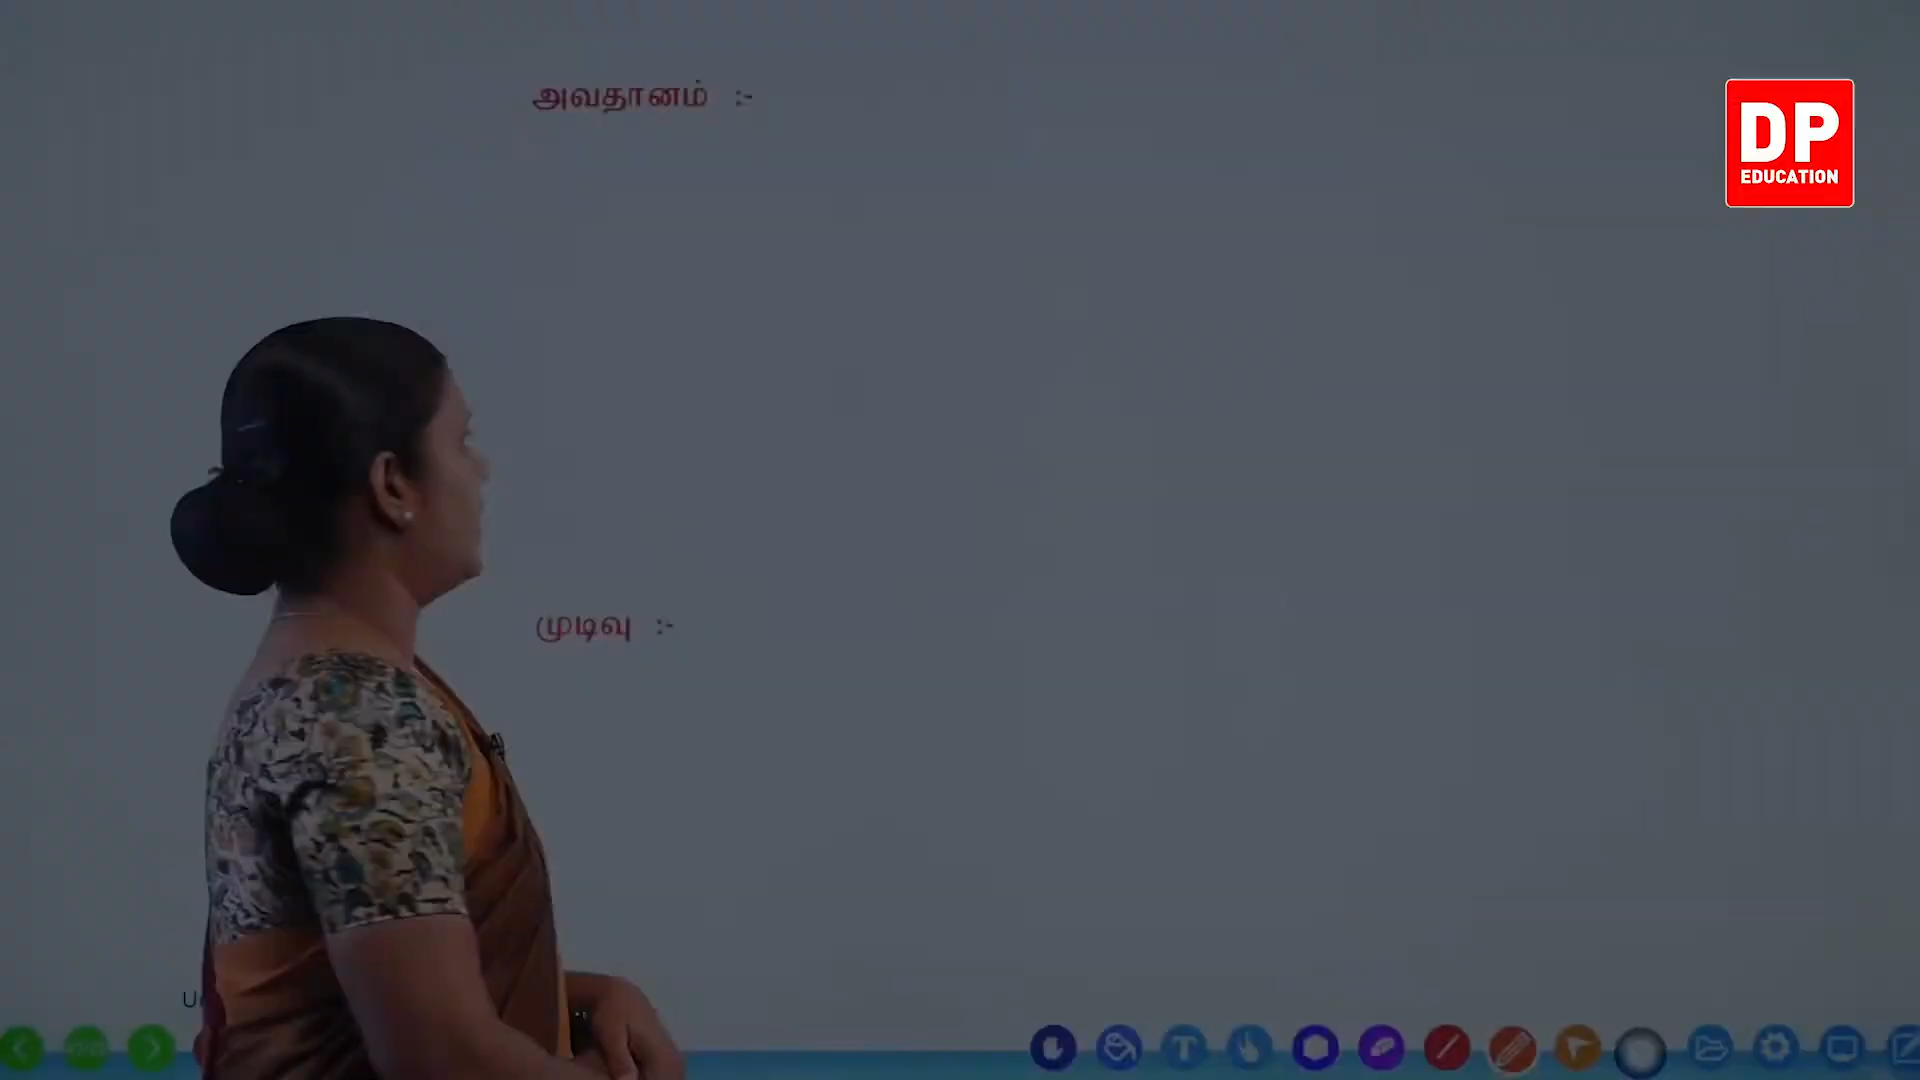 அவதானம் :-
DP
EDUCATION
முடிவு :-